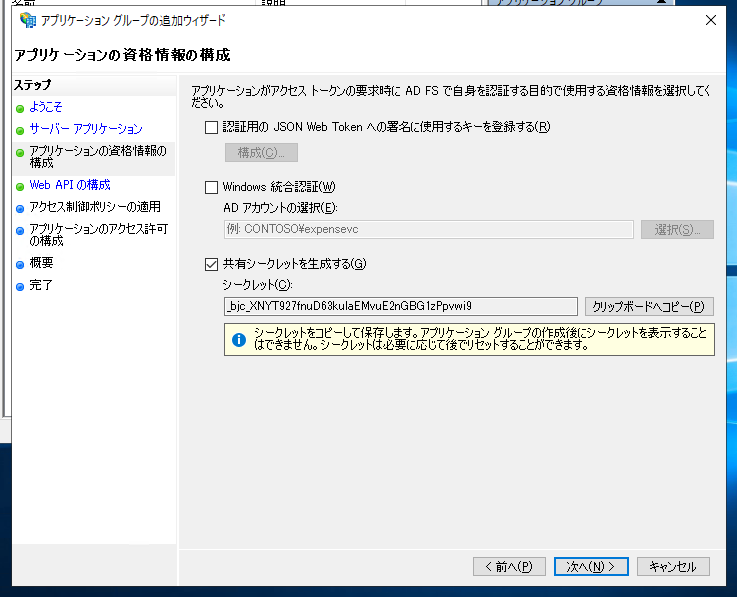 アプリケーション グループの追加ウィザード
アプリケーションの資格情報の構成
ステップ
ようこそ
サーバー アプリケーション
アプリケーションの資格情報の
構成
Web API の構成
アクセス制御ポリシーの適用
アプリケーションのアクセス許可
の構成
概要
完了
アプリケーションがアクセス トークンの要求時に AD FS で自身を認証する目的で使用する資格情報を選択してく
ださい。
認証用の JSON Web Token への署名に使用するキーを登録する(R)
構成(C)...
Windows 統合認証(W)
AD アカウントの選択(E):
例: CONTOSO¥expensevc
選択(S)...
共有シークレットを生成する(G)
シークレット(C):
_bjc_XNYT927fnuD63kulaEMvuE2nGBG1zPpvwi9
クリップボードへコピー(P)
シークレットをコピーして保存します。アプリケーション グループの作成後にシークレットを表示すること
はできません。シークレットは必要に応じて後でリセットすることができます。
< 前へ(P)
次へ(N) >
キャンセル